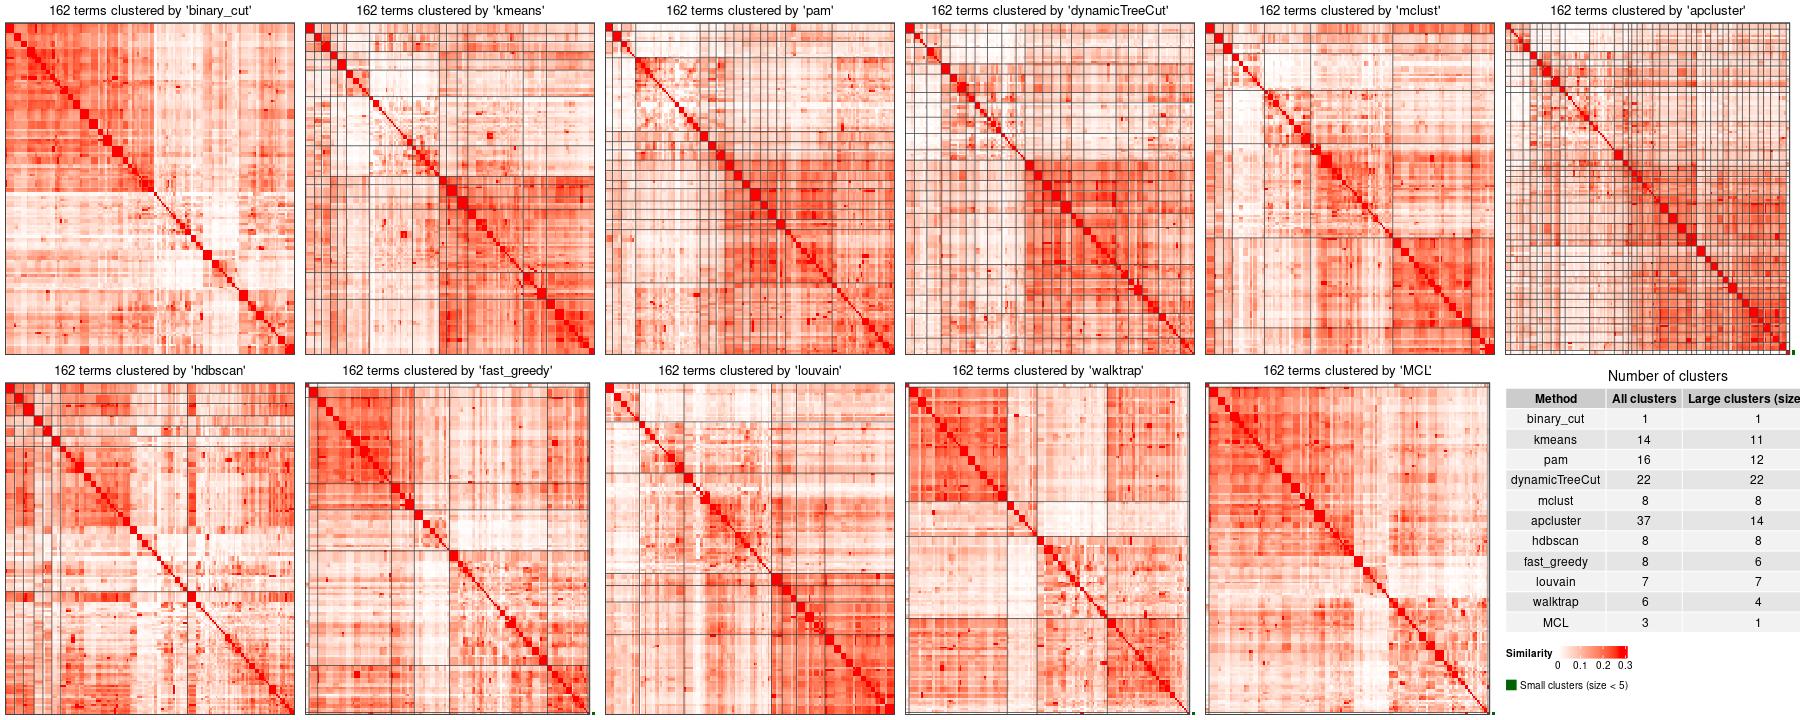 162 terms clustered by 'binary_cut'
162 terms clustered by 'kmeans'
162 terms clustered by 'pam'
162 terms clustered by 'dynamicTreeCut'
162 terms clustered by 'mclust'
162 terms clustered by 'apcluster'
162 terms clustered by 'hdbscan'
162 terms clustered by 'fast_greedy'
162 terms clustered by 'louvain'
162 terms clustered by 'walktrap'
162 terms clustered by 'MCL'
Number of clusters
Method All clusters Large clusters (size
binary_cut 1 1
kmeans 14 11
pam 16 12
dynamicTreeCut 22 22
mclust 8 8
apcluster 37 14
hdbscan 8 8
fast_greedy 8 6
louvain 7 7
walktrap 6 4
MCL 3 1
Similarity
0 0.1 0.2 0.3
Small clusters (size < 5)